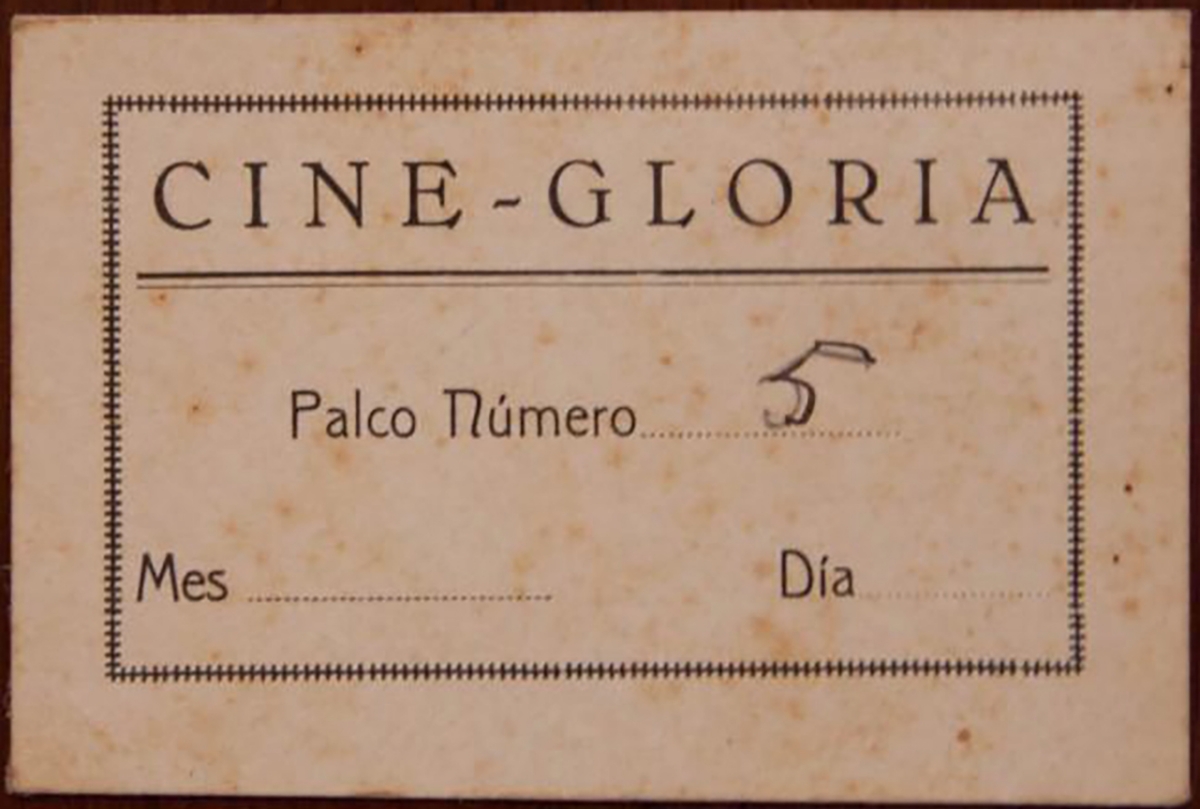 CINE-GLORIA
Palco Número 5
Mes
Día